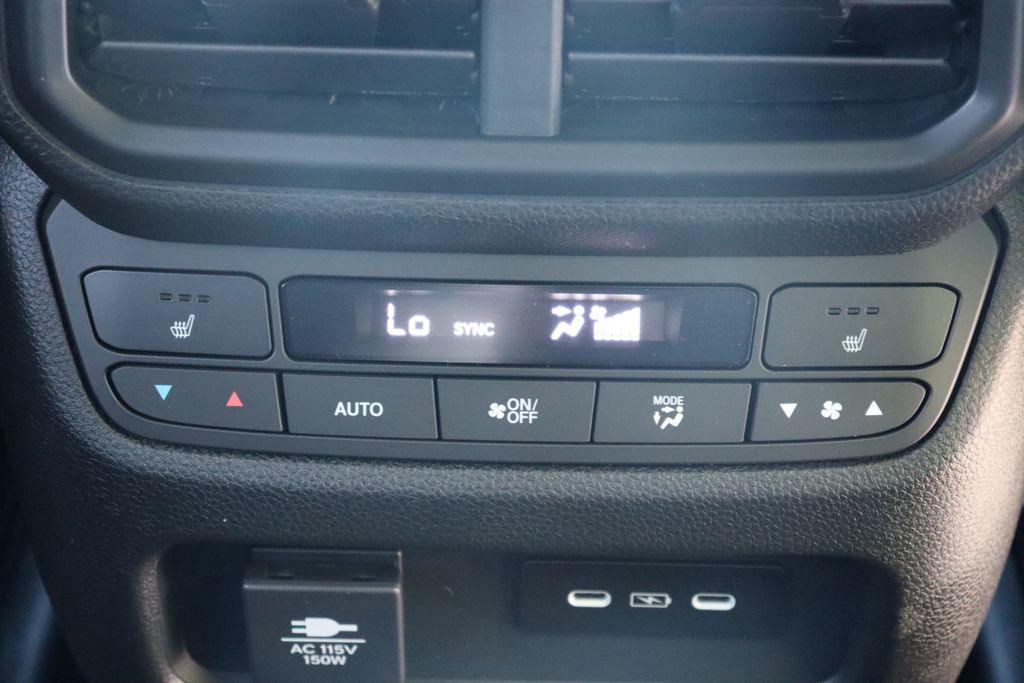 Lo SYNC
AUTO
ON/
OFF
MODE
AC 115V
150W